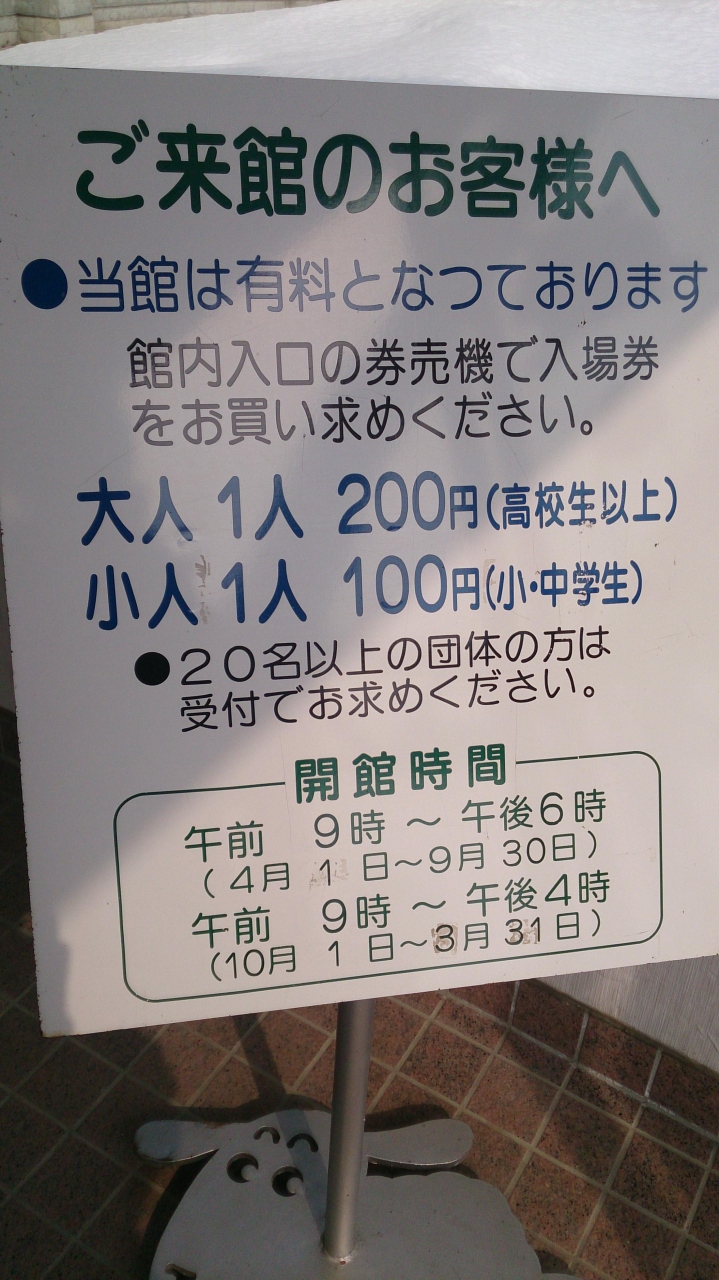 ご来館のお客様へ
●当館は有料となつております
館内入口の券売機で入場券
をお買い求めください。
大人1人 200円(高校生以上)
小人1人 100円(小・中学生)
●20名以上の団体の方は
受付でお求めください。
開館時間
午前 9時 ～ 午後6時
(4月 1 日～9月 30日)
午前 9時 ～ 午後4時
(10月 1 日～3月 31日)